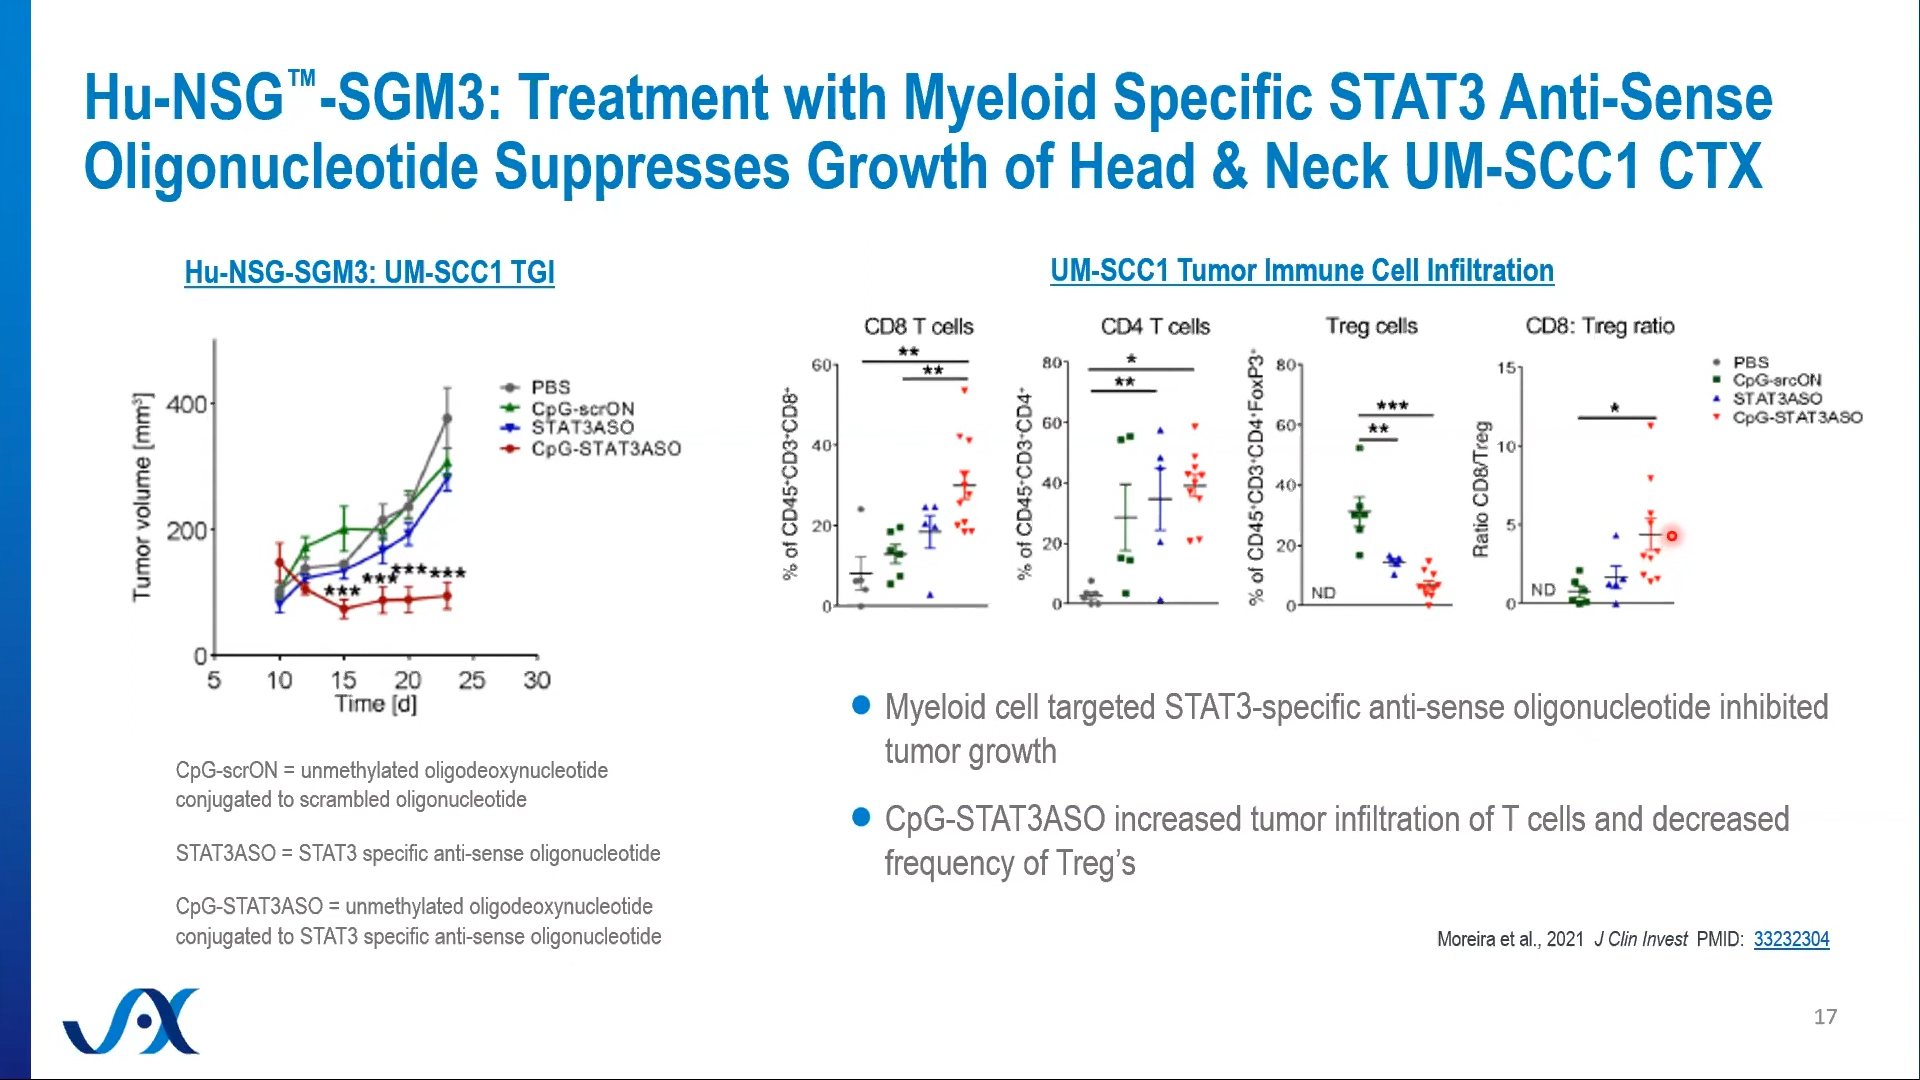 Hu-NSG™-SGM3: Treatment with Myeloid Specific STAT3 Anti-Sense
Oligonucleotide Suppresses Growth of Head & Neck UM-SCC1 CTX
Hu-NSG-SGM3: UM-SCC1 TGI
Tumor volume [mm³]
400
200
0
5 10 15 20 25 30
Time [d]
PBS
CpG-scrON
STAT3ASO
CpG-STAT3ASO
*** *** *** ***
CpG-scrON = unmethylated oligodeoxynucleotide
conjugated to scrambled oligonucleotide
STAT3ASO = STAT3 specific anti-sense oligonucleotide
CpG-STAT3ASO = unmethylated oligodeoxynucleotide
conjugated to STAT3 specific anti-sense oligonucleotide
UM-SCC1 Tumor Immune Cell Infiltration
CD8 T cells
% of CD45⁺CD3⁺CD8⁺
60
40
20
0
**
**
CD4 T cells
% of CD45⁺CD3⁺CD4⁺
80
60
40
20
0
*
**
Treg cells
% of CD45⁺CD3⁺CD4⁺FoxP3⁺
80
60
40
20
0
***
**
ND
CD8: Treg ratio
Ratio CD8/Treg
15
10
5
0
*
ND
PBS
CpG-srcON
STAT3ASO
CpG-STAT3ASO
Myeloid cell targeted STAT3-specific anti-sense oligonucleotide inhibited
tumor growth
CpG-STAT3ASO increased tumor infiltration of T cells and decreased
frequency of Treg’s
Moreira et al., 2021 J Clin Invest PMID: 33232304
JAX
17